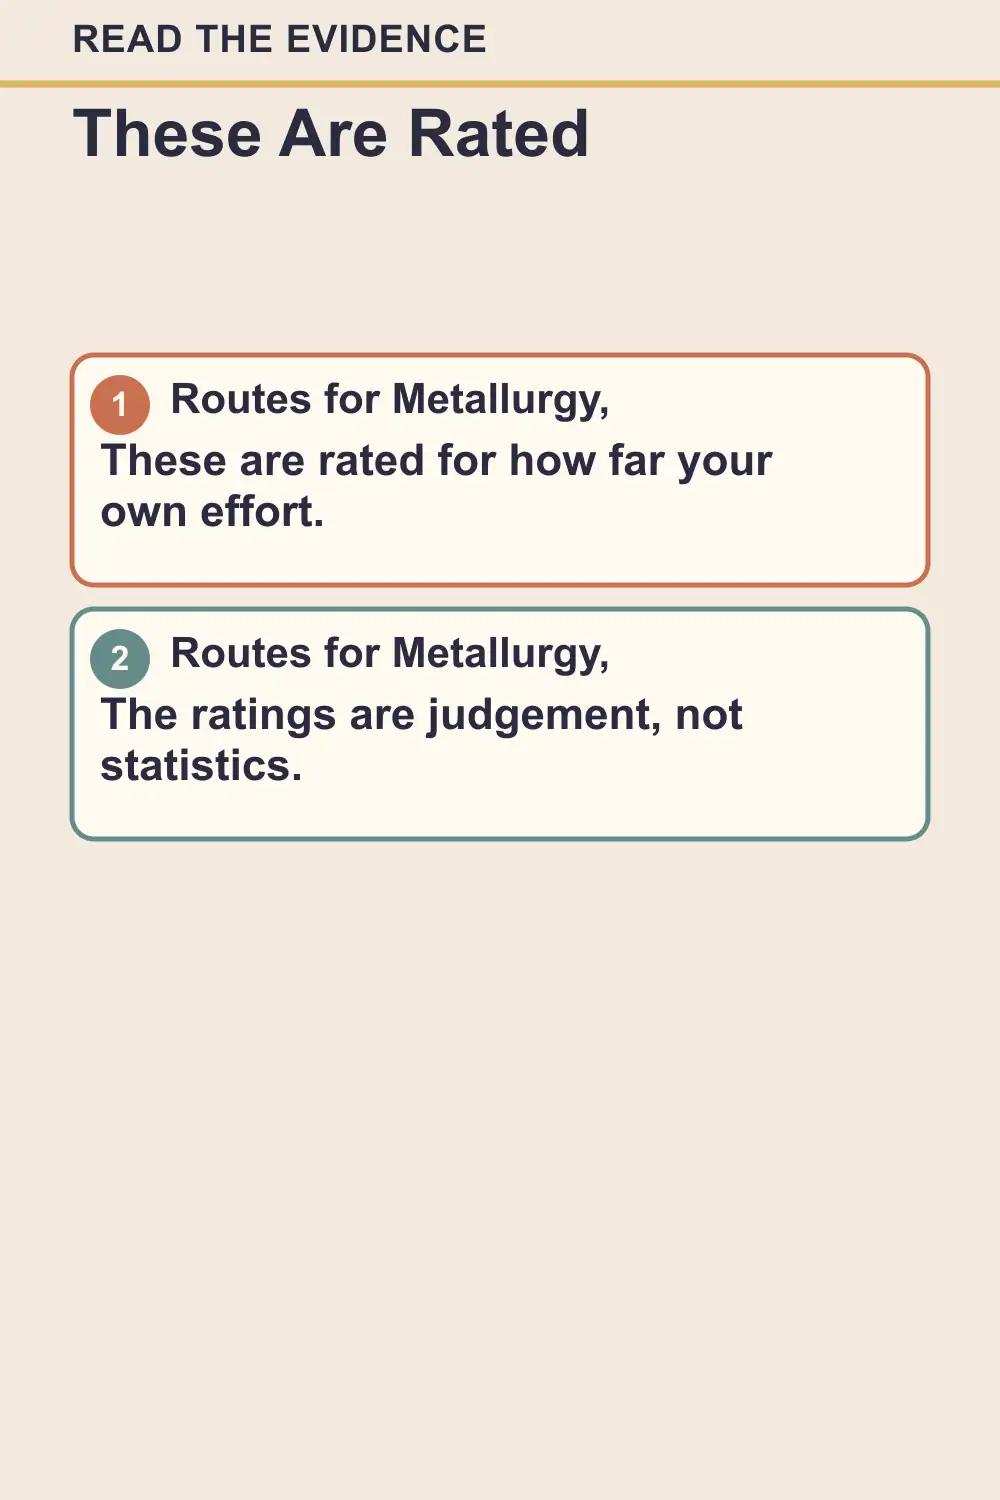 READ THE EVIDENCE
These Are Rated
1 Routes for Metallurgy,
These are rated for how far your
own effort.
2 Routes for Metallurgy,
The ratings are judgement, not
statistics.